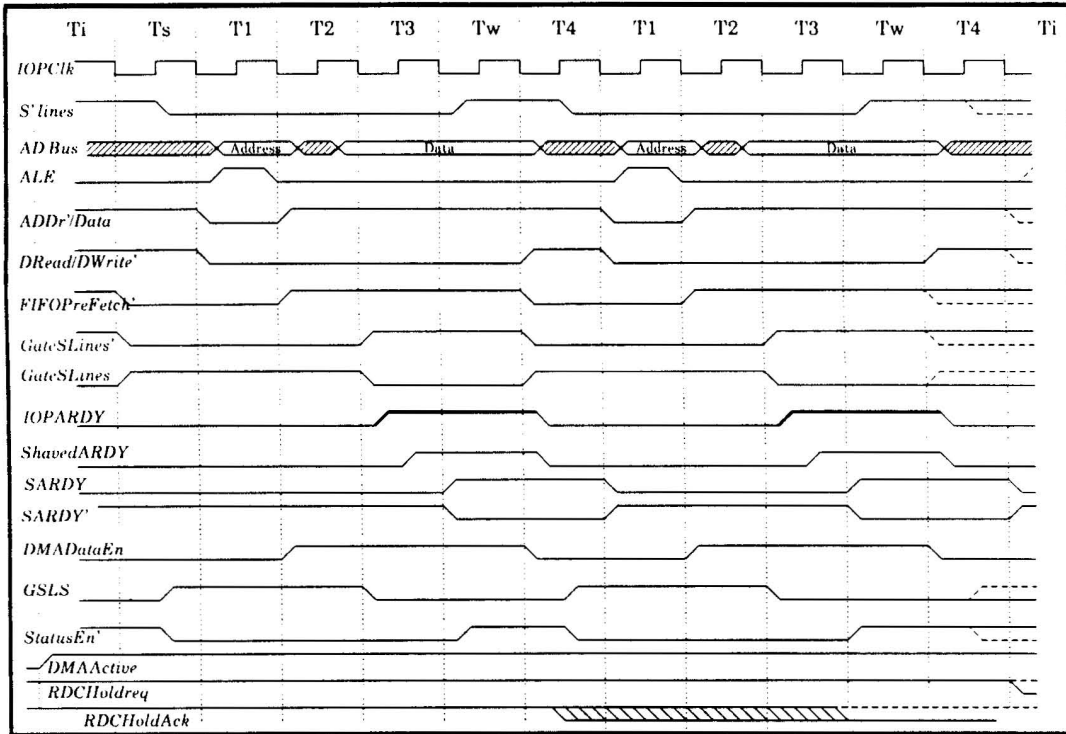 Ti Ts T1 T2 T3 Tw T4 T1 T2 T3 Tw T4 Ti
IOPClk
S'lines
AD Bus Address Data Address Data
ALE
ADDr'/Data
DRead/DWrite'
FIFOPreFetch'
GateSLines'
GateSLines
IOPARDY
ShavedARDY
SARDY
SARDY'
DMADataEn
GSLS
StatusEn'
DMAActive
RDCHoldreq
RDCHoldAck